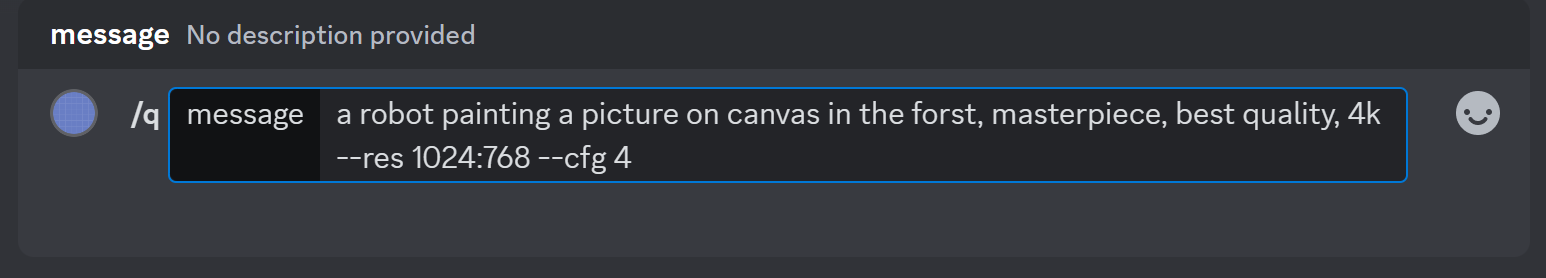 message No description provided
/q message a robot painting a picture on canvas in the forst, masterpiece, best quality, 4k
--res 1024:768 --cfg 4